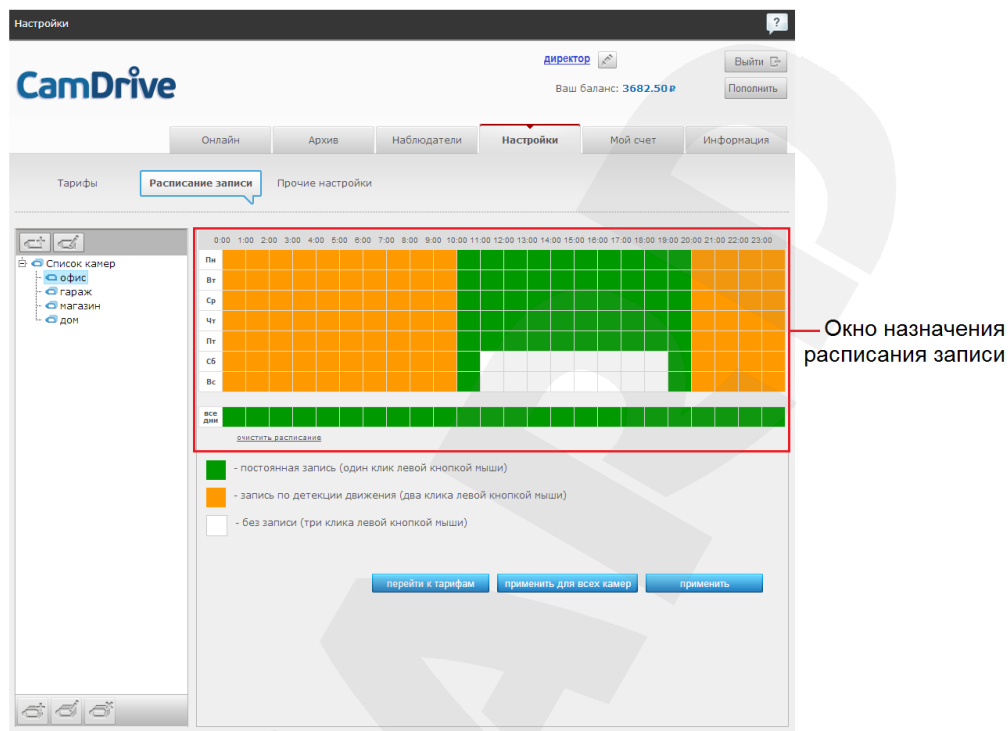 Настройки
?
CamDrive
директор
Выйти
Ваш баланс: 3682.50₽
Пополнить
Онлайн Архив Наблюдатели Настройки Мой счет Информация
Тарифы Расписание записи Прочие настройки
0:00 1:00 2:00 3:00 4:00 5:00 6:00 7:00 8:00 9:00 10:00 11:00 12:00 13:00 14:00 15:00 16:00 17:00 18:00 19:00 20:00 21:00 22:00 23:00
Список камер
офис
гараж
магазин
дом
Пн
Вт
Ср
Чт
Пт
Сб
Вс
все
дни
очистить расписание
Окно назначения
расписания записи
- постоянная запись (один клик левой кнопкой мыши)
- запись по детекции движения (два клика левой кнопкой мыши)
- без записи (три клика левой кнопкой мыши)
перейти к тарифам применить для всех камер применить